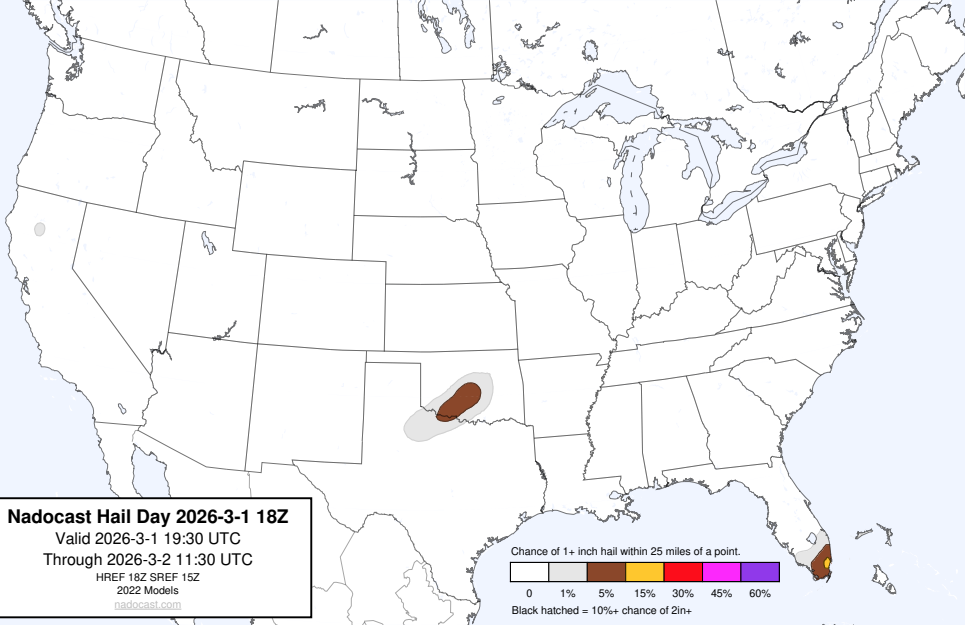 Nadocast Hail Day 2026-3-1 18Z
Valid 2026-3-1 19:30 UTC
Through 2026-3-2 11:30 UTC
HREF 18Z SREF 15Z
2022 Models
nadocast.com
Chance of 1+ inch hail within 25 miles of a point.
0 1% 5% 15% 30% 45% 60%
Black hatched = 10%+ chance of 2in+